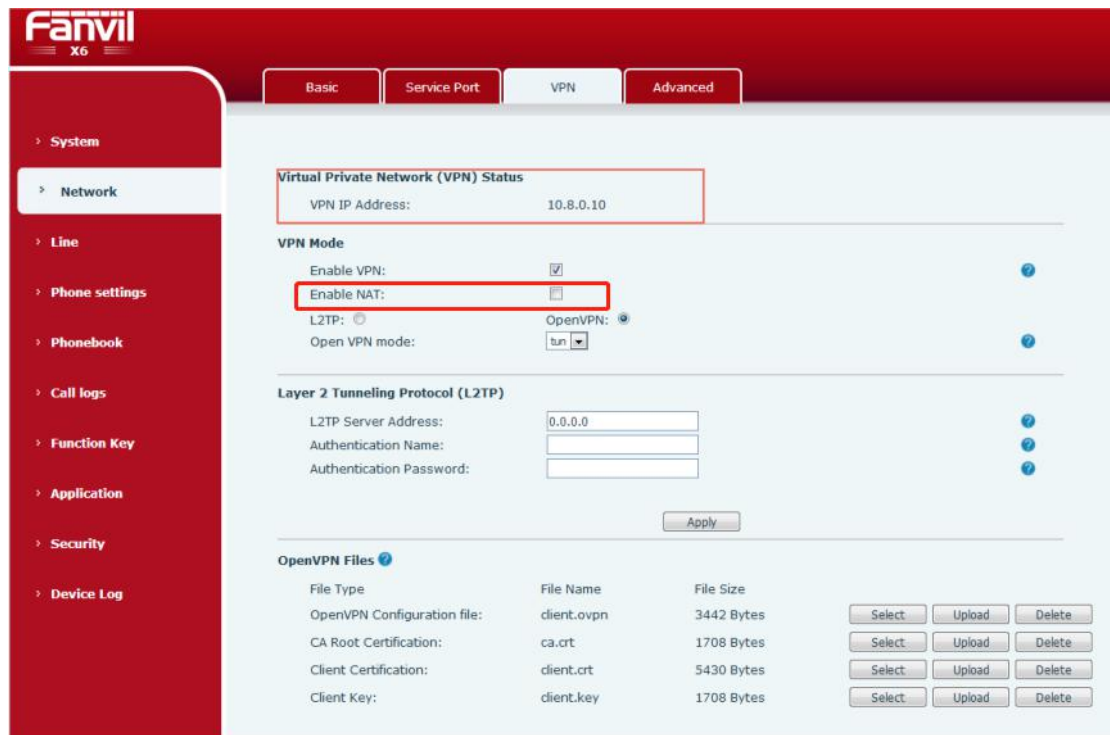 Fanvil
X6
Basic
Service Port
VPN
Advanced
System
Network
Line
Phone settings
Phonebook
Call logs
Function Key
Application
Security
Device Log
Virtual Private Network (VPN) Status
VPN IP Address: 10.8.0.10
VPN Mode
Enable VPN:
Enable NAT:
L2TP: OpenVPN:
Open VPN mode: tun
Layer 2 Tunneling Protocol (L2TP)
L2TP Server Address: 0.0.0.0
Authentication Name:
Authentication Password:
Apply
OpenVPN Files
File Type File Name File Size
OpenVPN Configuration file: client.ovpn 3442 Bytes Select Upload Delete
CA Root Certification: ca.crt 1708 Bytes Select Upload Delete
Client Certification: client.crt 5430 Bytes Select Upload Delete
Client Key: client.key 1708 Bytes Select Upload Delete